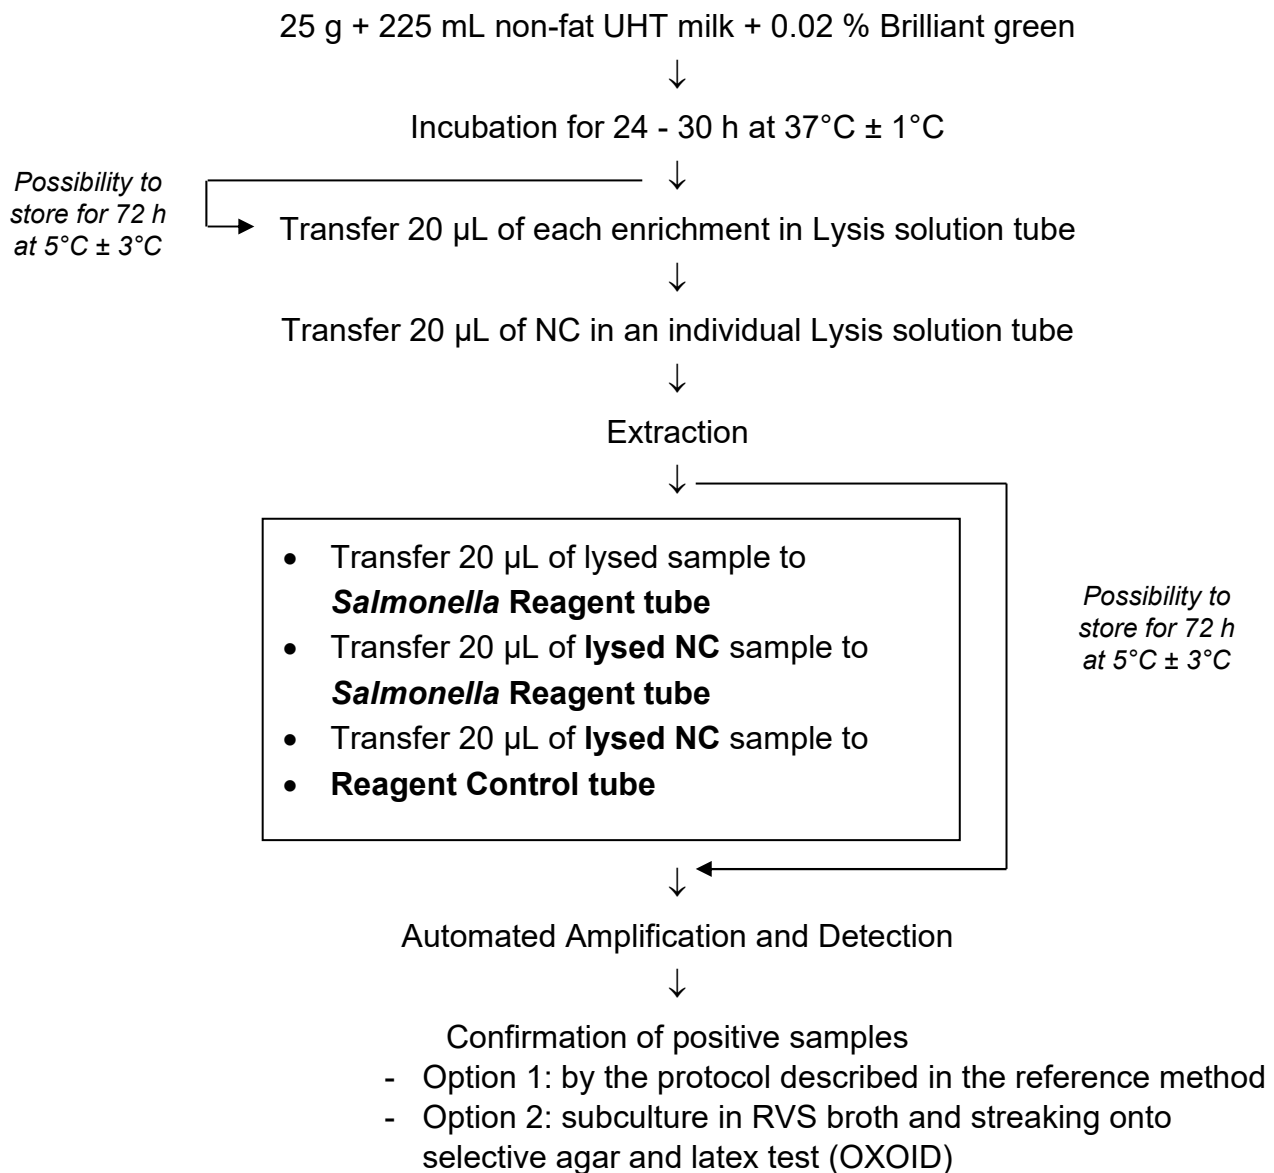 25 g + 225 mL non-fat UHT milk + 0.02 % Brilliant green
↓
Incubation for 24 - 30 h at 37°C ± 1°C
↓
Possibility to
store for 72 h
at 5°C ± 3°C
Transfer 20 µL of each enrichment in Lysis solution tube
↓
Transfer 20 µL of NC in an individual Lysis solution tube
↓
Extraction
↓
• Transfer 20 µL of lysed sample to
Salmonella Reagent tube
• Transfer 20 µL of lysed NC sample to
Salmonella Reagent tube
• Transfer 20 µL of lysed NC sample to
• Reagent Control tube
Possibility to
store for 72 h
at 5°C ± 3°C
↓
Automated Amplification and Detection
↓
Confirmation of positive samples
- Option 1: by the protocol described in the reference method
- Option 2: subculture in RVS broth and streaking onto
selective agar and latex test (OXOID)